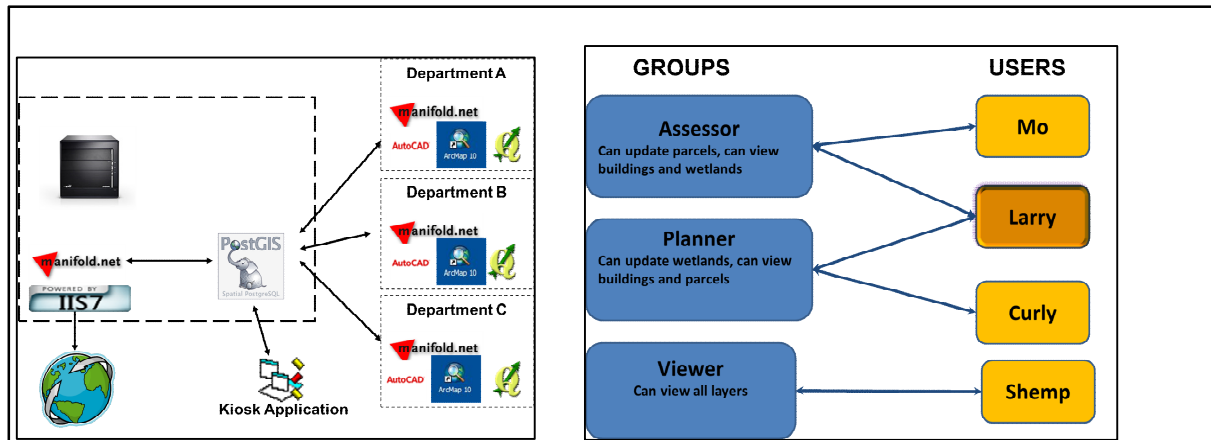 Department A
manifold.net
AutoCAD
ArcMap 10
Department B
manifold.net
AutoCAD
ArcMap 10
Department C
manifold.net
AutoCAD
ArcMap 10
PostGIS
Spatial PostgreSQL
manifold.net
POWERED BY
IIS7
Kiosk Application
GROUPS
USERS
Assessor
Can update parcels, can view
buildings and wetlands
Planner
Can update wetlands, can view
buildings and parcels
Viewer
Can view all layers
Mo
Larry
Curly
Shemp